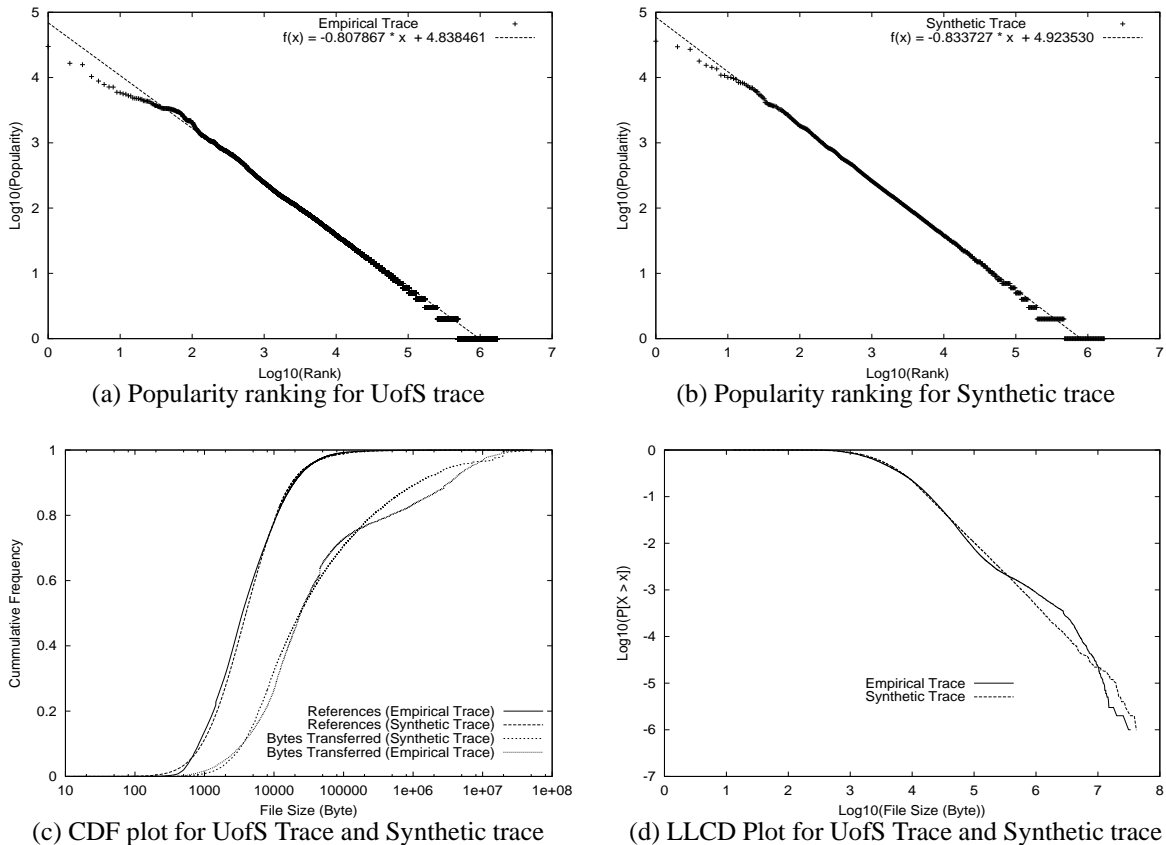 Empirical Trace
f(x) = -0.807867 * x + 4.838461
5
4
3
2
1
0
Log10(Popularity)
0 1 2 3 4 5 6 7
Log10(Rank)
(a) Popularity ranking for UofS trace
Synthetic Trace
f(x) = -0.833727 * x + 4.923530
5
4
3
2
1
0
Log10(Popularity)
0 1 2 3 4 5 6 7
Log10(Rank)
(b) Popularity ranking for Synthetic trace
1
0.8
0.6
0.4
0.2
0
Cummulative Frequency
References (Empirical Trace)
References (Synthetic Trace)
Bytes Transferred (Synthetic Trace)
Bytes Transferred (Empirical Trace)
10 100 1000 10000 100000 1e+06 1e+07 1e+08
File Size (Byte)
(c) CDF plot for UofS Trace and Synthetic trace
0
-1
-2
-3
-4
-5
-6
-7
Log10(P[X > x])
Empirical Trace
Synthetic Trace
0 1 2 3 4 5 6 7 8
Log10(File Size (Byte))
(d) LLCD Plot for UofS Trace and Synthetic trace